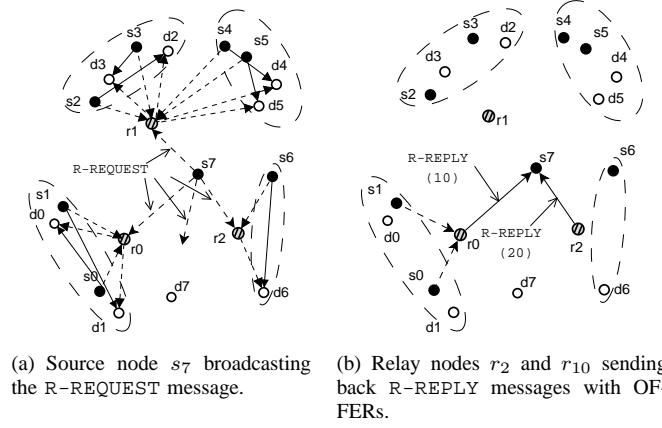 s3
d2
s4
s5
d3
d4
s2
d5
r1
R-REQUEST
s7
s6
s1
d0
r0
r2
s0
d7
d1
d6
s3
d2
s4
s5
d3
d4
s2
d5
r1
R-REPLY
(10)
s7
s6
s1
d0
r0
R-REPLY
(20)
r2
s0
d7
d1
d6
(a) Source node s7 broadcasting
the R-REQUEST message.
(b) Relay nodes r2 and r10 sending
back R-REPLY messages with OF-
FERs.